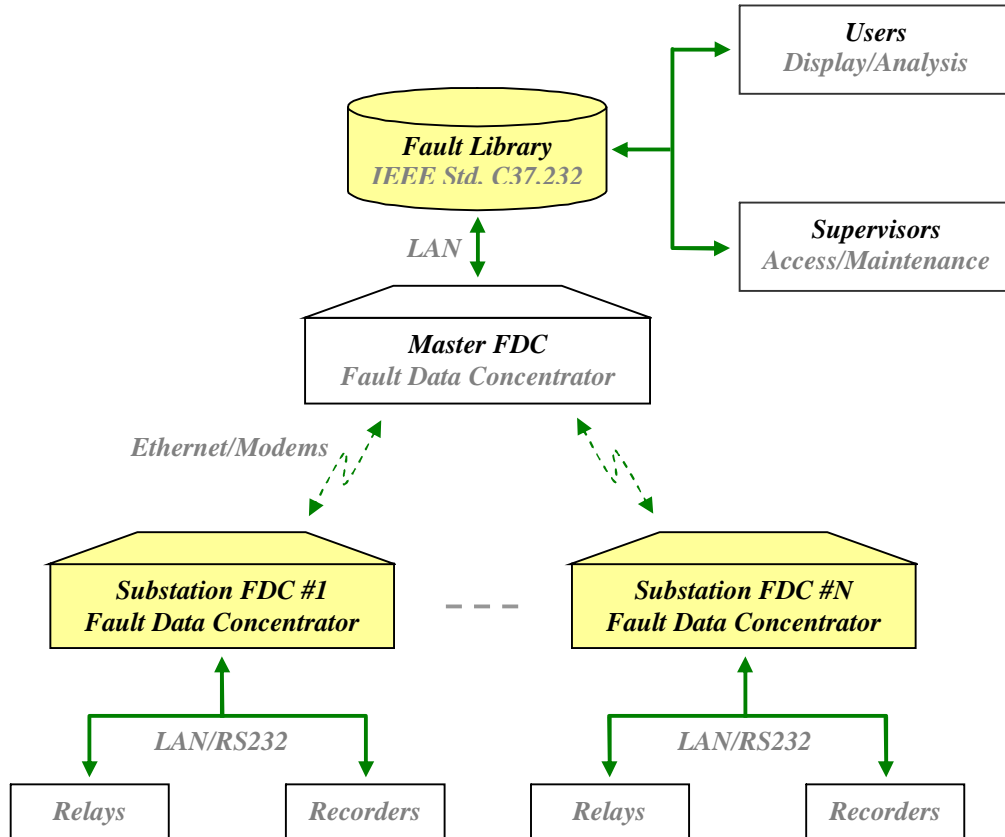 Users
Display/Analysis
Fault Library
IEEE Std. C37.232
Supervisors
Access/Maintenance
LAN
Master FDC
Fault Data Concentrator
Ethernet/Modems
Substation FDC #1
Fault Data Concentrator
Substation FDC #N
Fault Data Concentrator
LAN/RS232
LAN/RS232
Relays
Recorders
Relays
Recorders